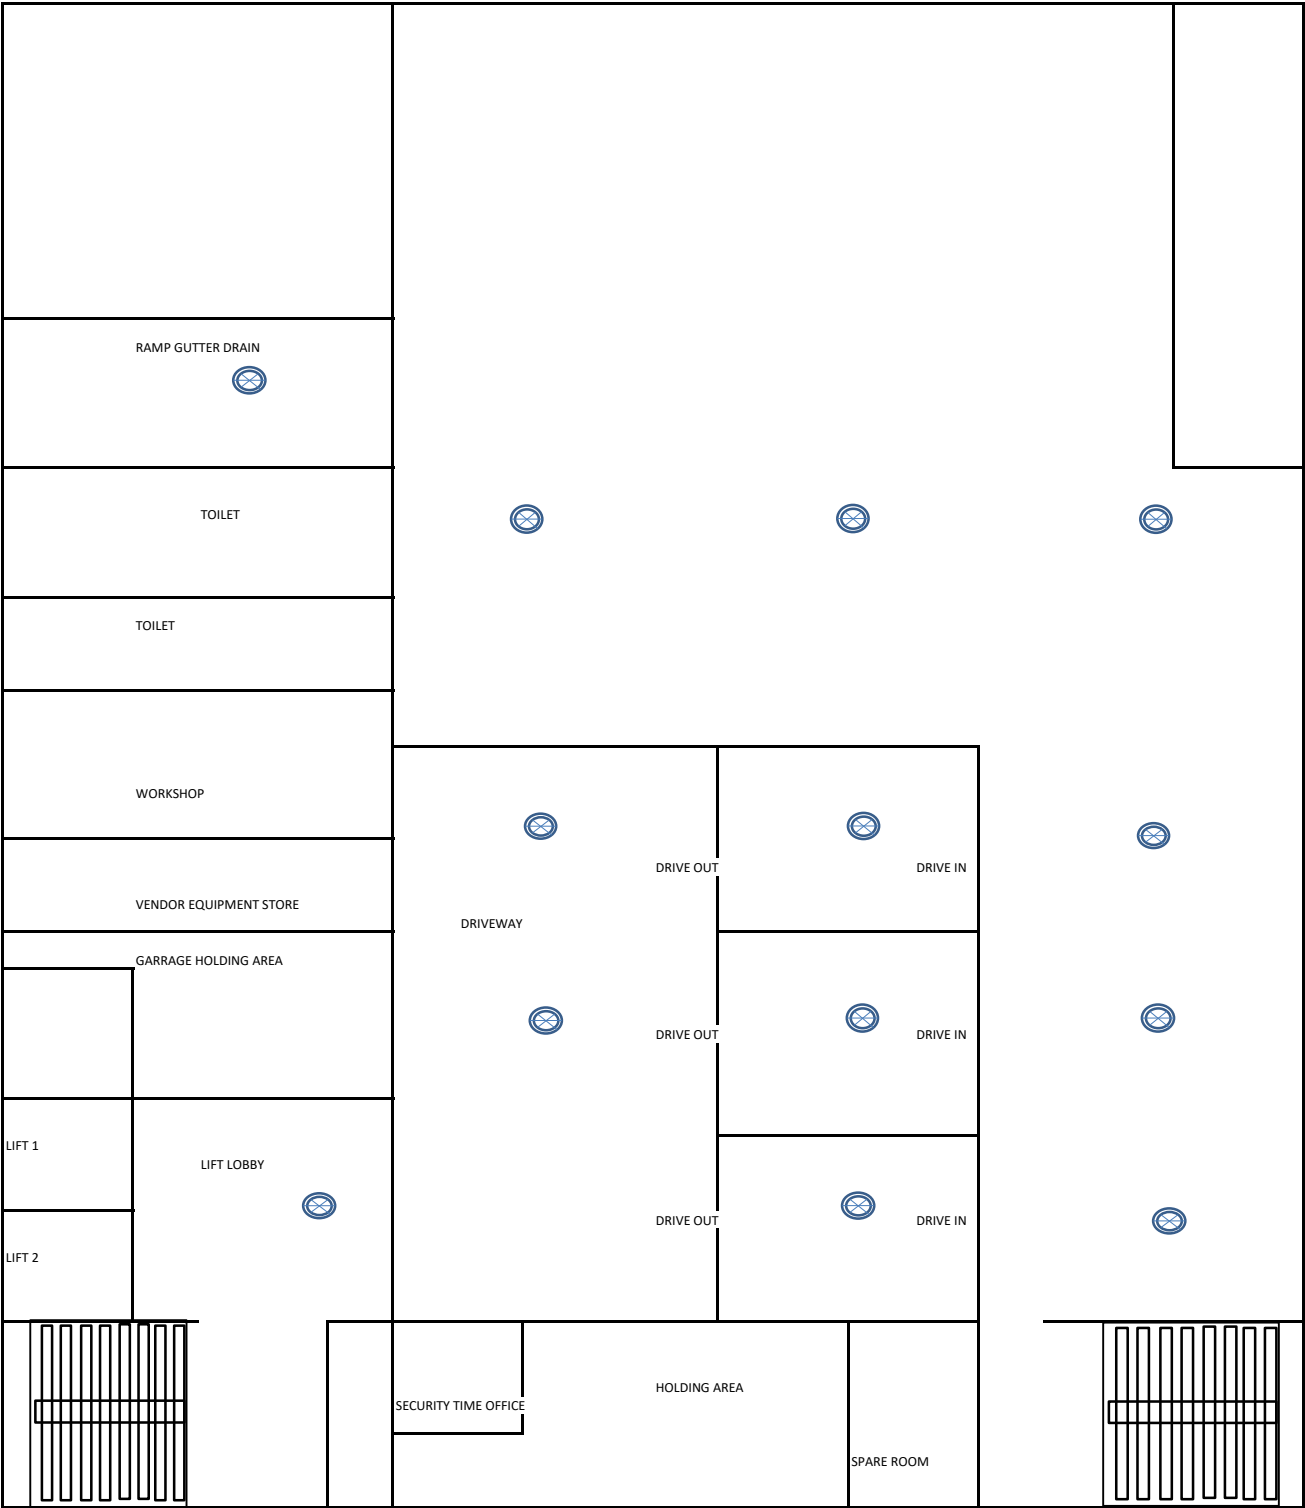 RAMP GUTTER DRAIN
TOILET
TOILET
WORKSHOP
DRIVE OUT
DRIVE IN
VENDOR EQUIPMENT STORE
DRIVEWAY
GARRAGE HOLDING AREA
DRIVE OUT
DRIVE IN
LIFT 1
LIFT LOBBY
DRIVE OUT
DRIVE IN
LIFT 2
HOLDING AREA
SECURITY TIME OFFICE
SPARE ROOM